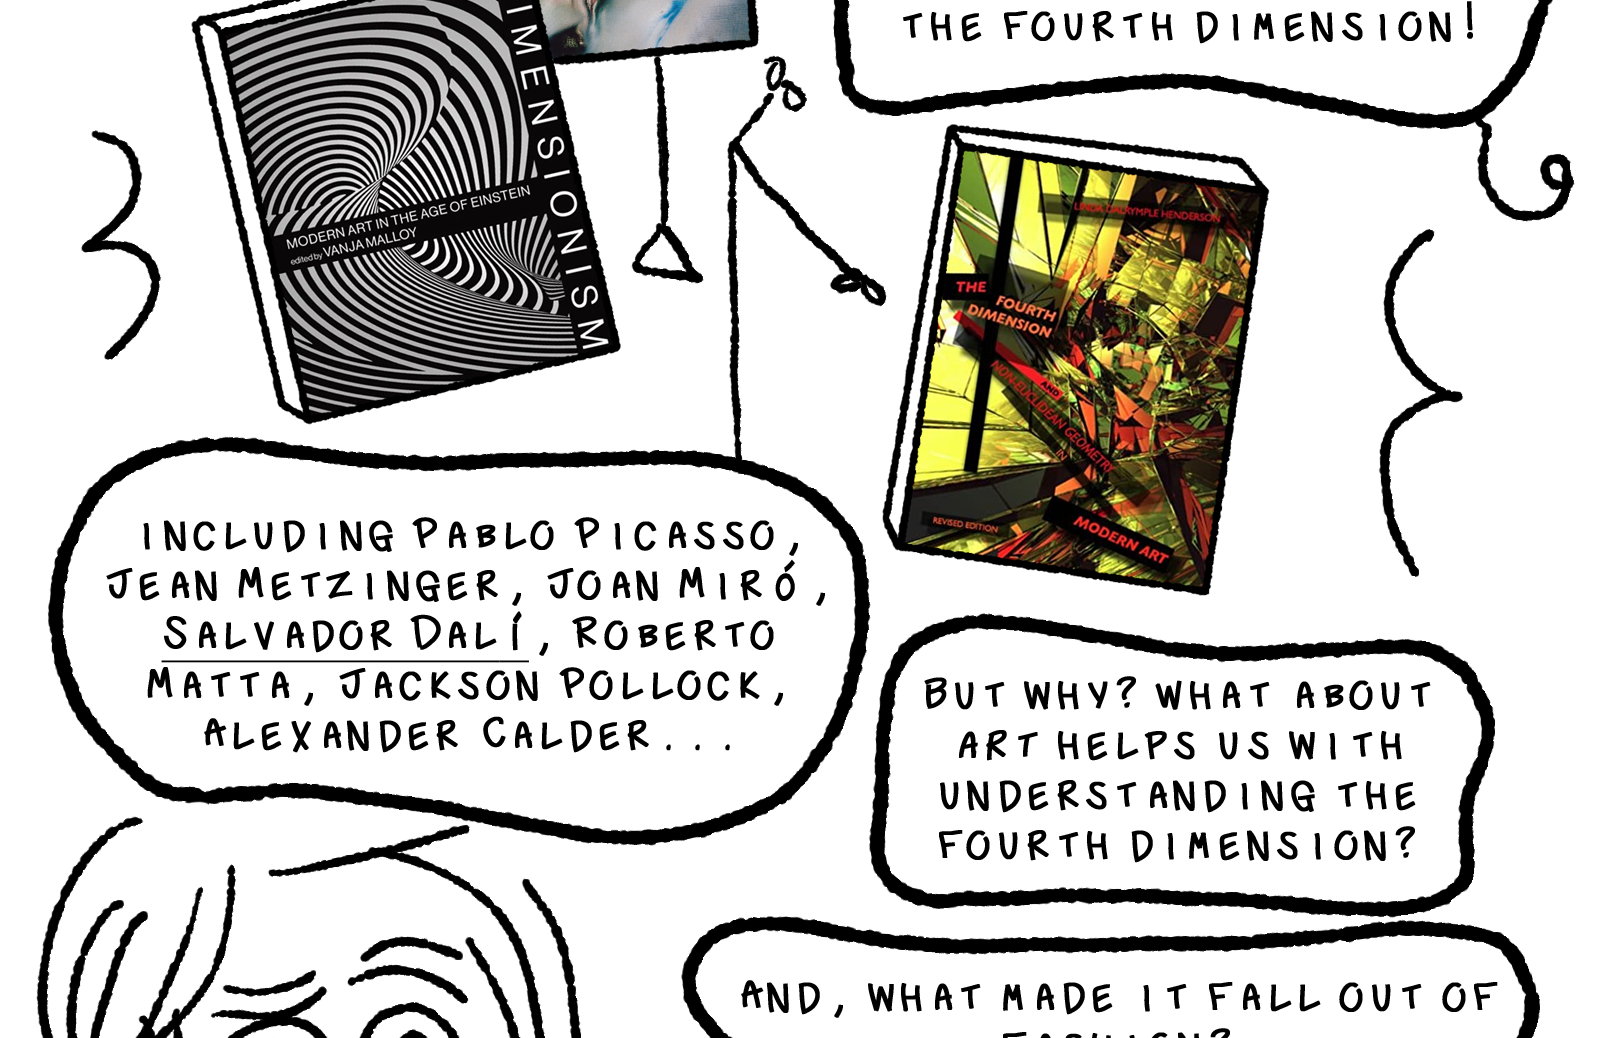 THE FOURTH DIMENSION!
DIMENSIONISM
MODERN ART IN THE AGE OF EINSTEIN
edited by VANJA MALLOY
LINDA DALRYMPLE HENDERSON
THE
FOURTH
DIMENSION
AND
NON-EUCLIDEAN GEOMETRY
IN
MODERN ART
REVISED EDITION
INCLUDING PABLO PICASSO,
JEAN METZINGER, JOAN MIRÓ,
SALVADOR DALÍ, ROBERTO
MATTA, JACKSON POLLOCK,
ALEXANDER CALDER...
BUT WHY? WHAT ABOUT
ART HELPS US WITH
UNDERSTANDING THE
FOURTH DIMENSION?
AND, WHAT MADE IT FALL OUT OF
FASHION?